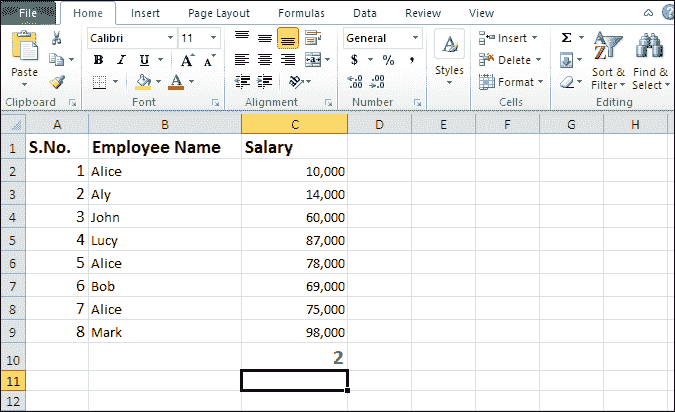 File Home Insert Page Layout Formulas Data Review View
Calibri 11 General Insert Σ
Paste Delete
B I U A A $ % , Styles Format Sort & Filter Find & Select
Clipboard Font Alignment Number Cells Editing
A B C D E F G H
1 S.No. Employee Name Salary
2 1 Alice 10,000
3 2 Aly 14,000
4 3 John 60,000
5 4 Lucy 87,000
6 5 Alice 78,000
7 6 Bob 69,000
8 7 Alice 75,000
9 8 Mark 98,000
10 2
11
12